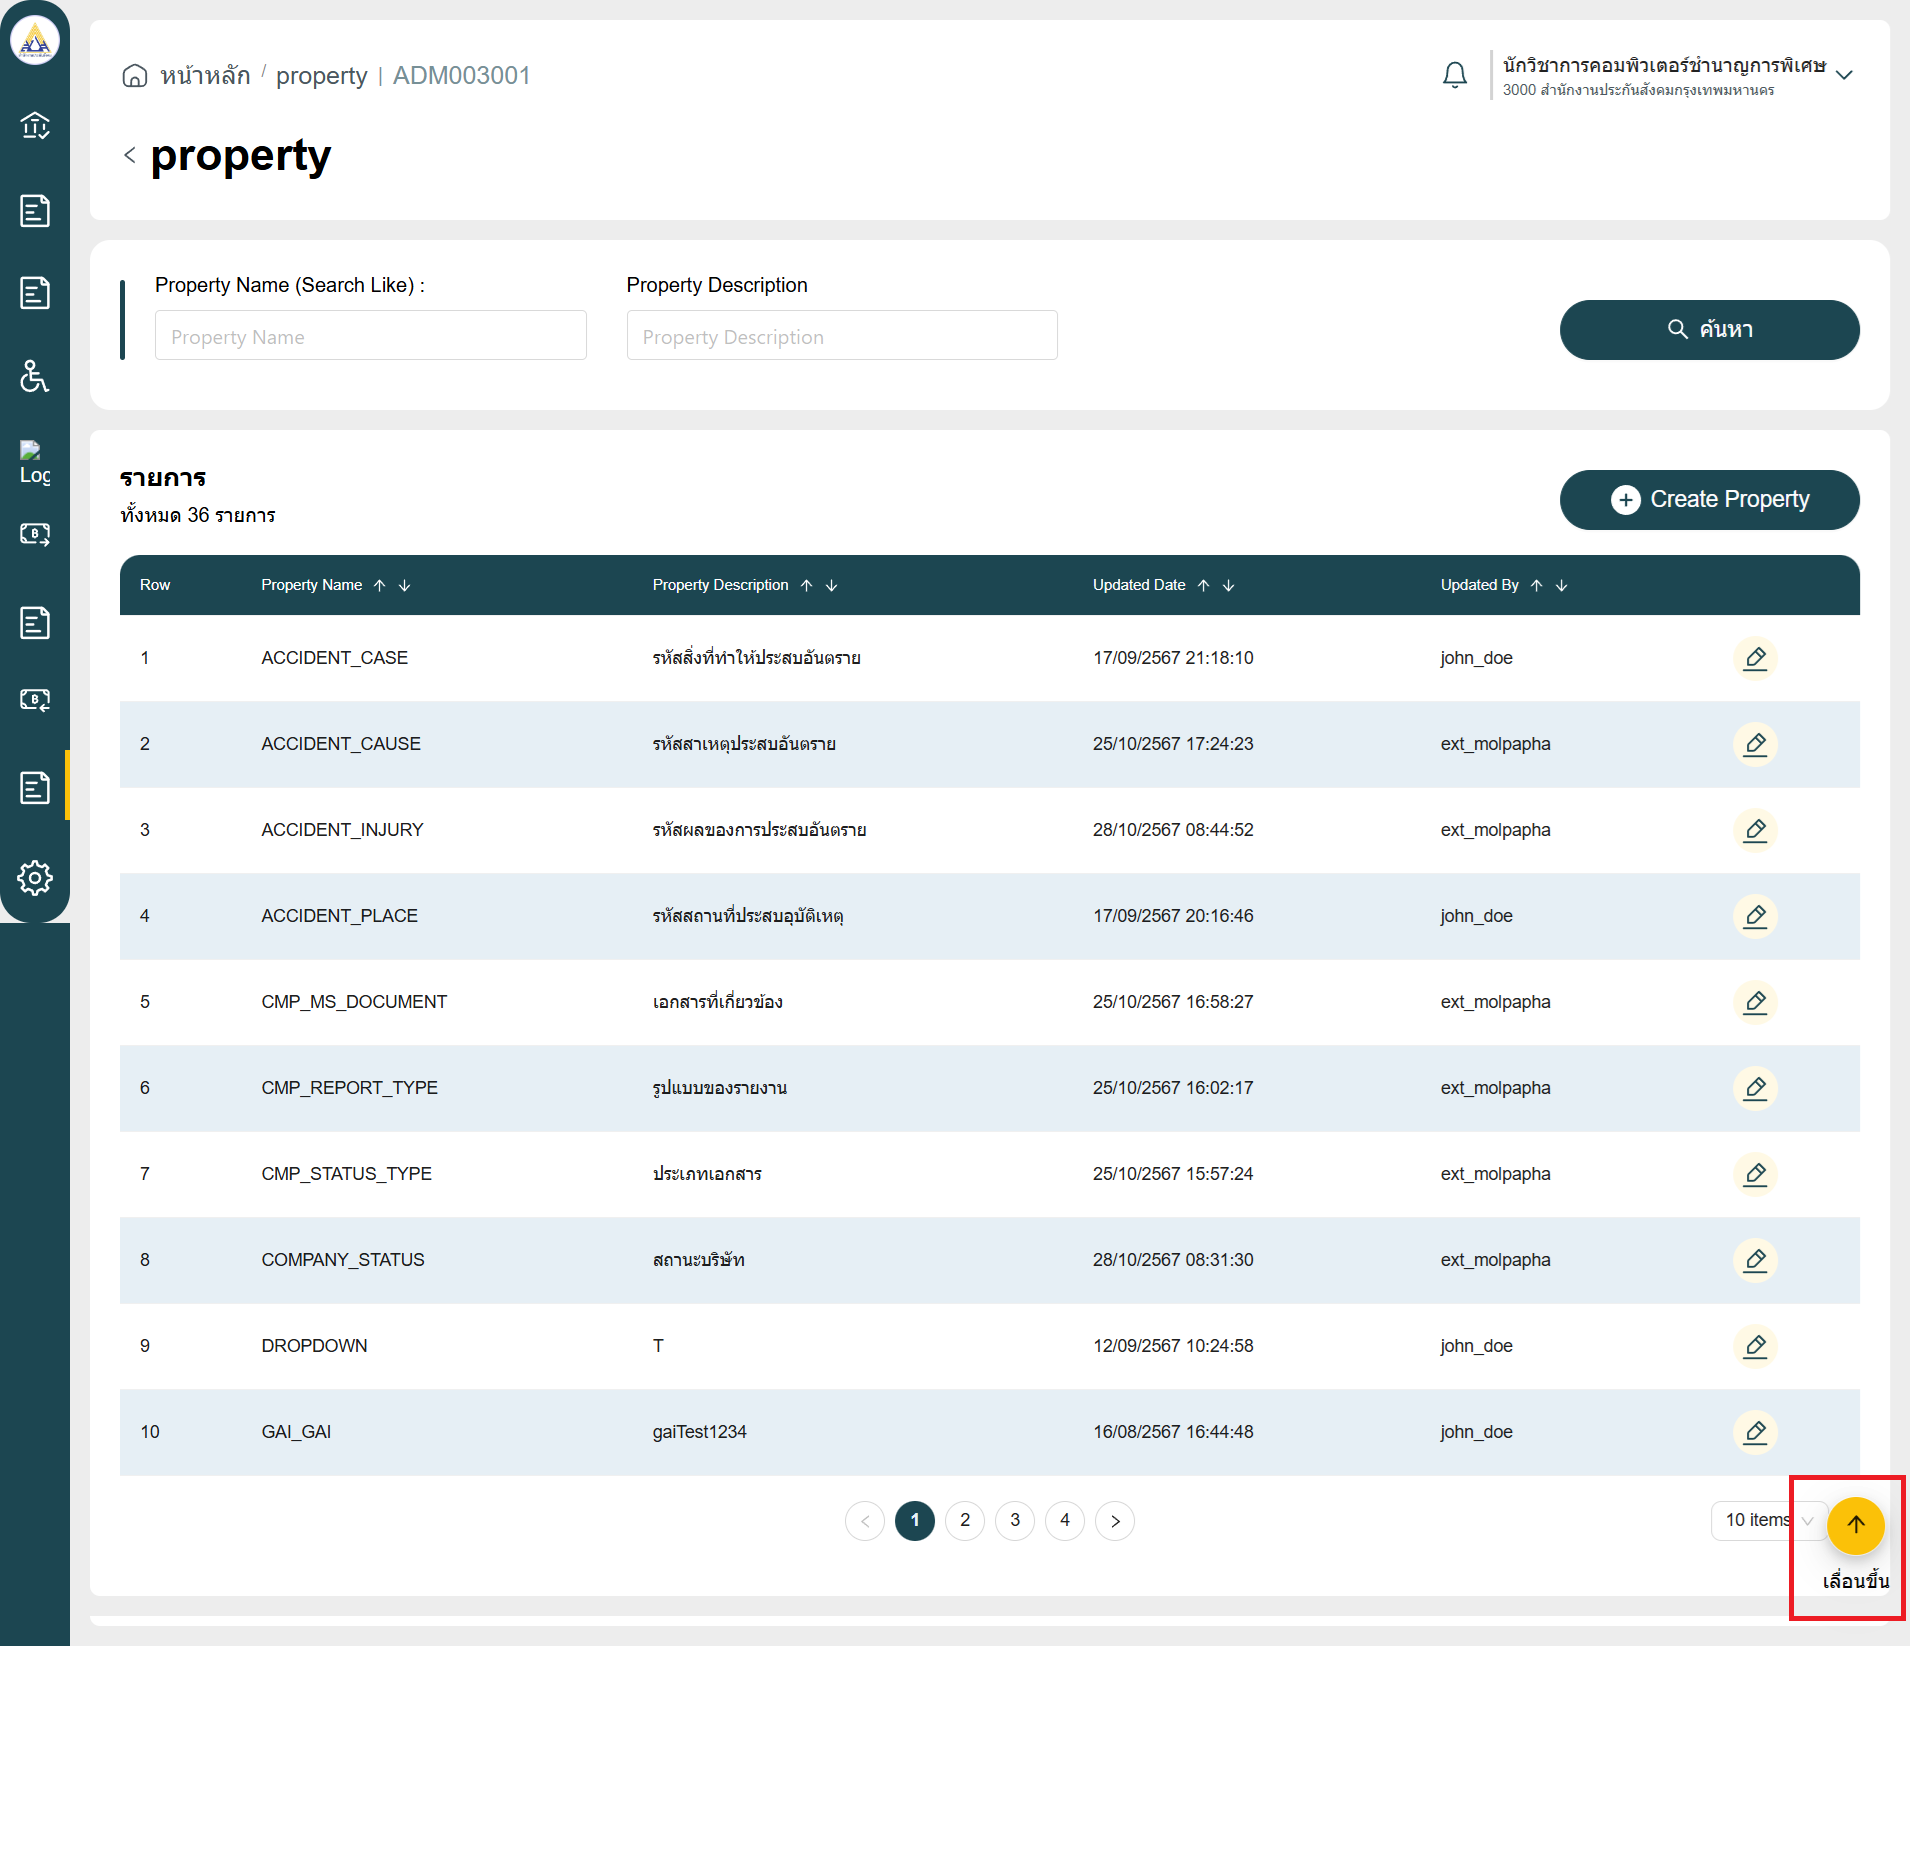 หน้าหลัก / property | ADM003001
นักวิชาการคอมพิวเตอร์ชำนาญการพิเศษ
3000 สำนักงานประกันสังคมกรุงเทพมหานคร
property
Property Name (Search Like) :
Property Description
Property Name
Property Description
ค้นหา
Log
รายการ
ทั้งหมด 36 รายการ
Create Property
Row Property Name Property Description Updated Date Updated By
1 ACCIDENT_CASE รหัสสิ่งที่ทำให้ประสบอันตราย 17/09/2567 21:18:10 john_doe
2 ACCIDENT_CAUSE รหัสสาเหตุประสบอันตราย 25/10/2567 17:24:23 ext_molpapha
3 ACCIDENT_INJURY รหัสผลของการประสบอันตราย 28/10/2567 08:44:52 ext_molpapha
4 ACCIDENT_PLACE รหัสสถานที่ประสบอุบัติเหตุ 17/09/2567 20:16:46 john_doe
5 CMP_MS_DOCUMENT เอกสารที่เกี่ยวข้อง 25/10/2567 16:58:27 ext_molpapha
6 CMP_REPORT_TYPE รูปแบบของรายงาน 25/10/2567 16:02:17 ext_molpapha
7 CMP_STATUS_TYPE ประเภทเอกสาร 25/10/2567 15:57:24 ext_molpapha
8 COMPANY_STATUS สถานะบริษัท 28/10/2567 08:31:30 ext_molpapha
9 DROPDOWN T 12/09/2567 10:24:58 john_doe
10 GAI_GAI gaiTest1234 16/08/2567 16:44:48 john_doe
1 2 3 4
10 items
เลื่อนขึ้น